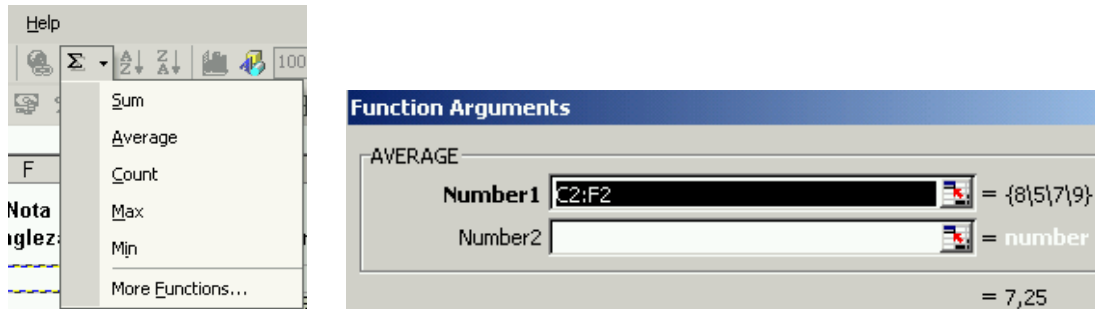 Help
Σ
A
Z
Z
A
100
Sum
Average
Count
Max
Min
More Functions...
F
Nota
Function Arguments
AVERAGE
Number1 C2:F2 = {8\5\7\9}
Number2 = number
= 7,25